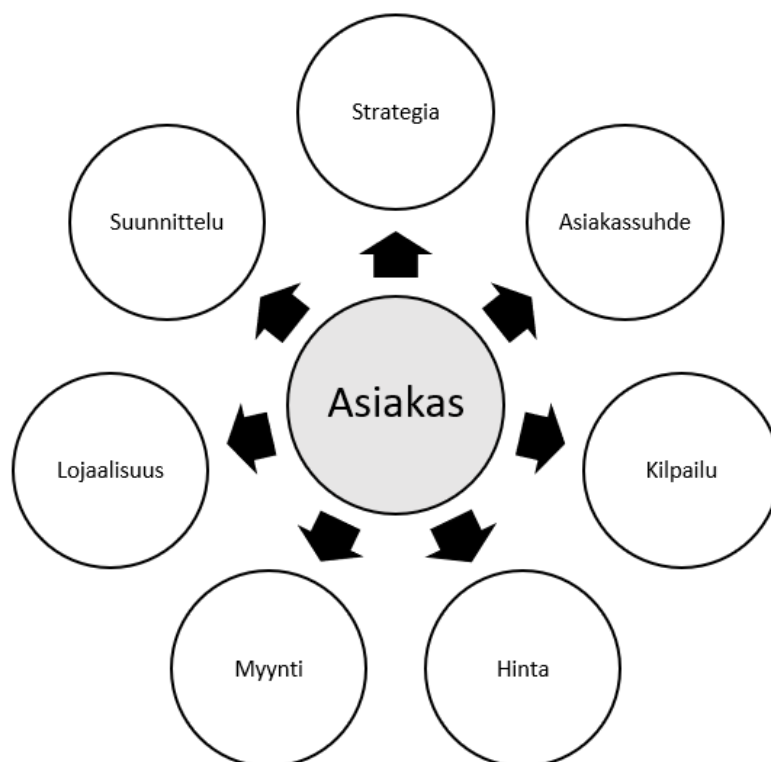 Strategia
Suunnittelu
Asiakassuhde
Asiakas
Lojaalisuus
Kilpailu
Myynti
Hinta